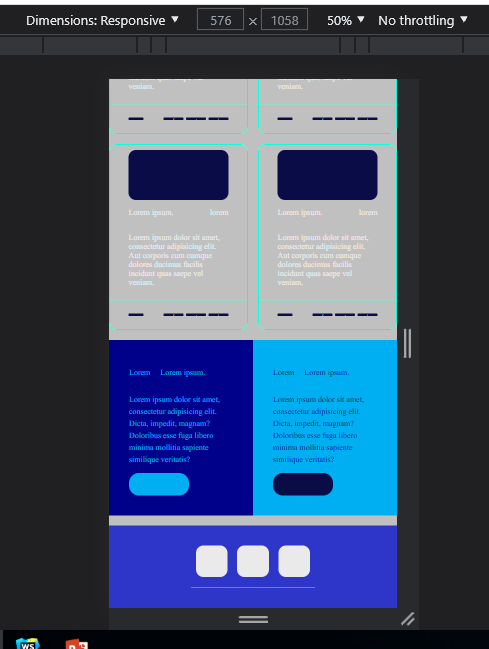 Dimensions: Responsive ▼ 576 × 1058 50% ▼ No throttling ▼
veniam. veniam.
Lorem ipsum. lorem Lorem ipsum. lorem
Lorem ipsum dolor sit amet, Lorem ipsum dolor sit amet,
consectetur adipisicing elit. consectetur adipisicing elit.
Aut corporis cum cumque Aut corporis cum cumque
dolores ducimus facilis dolores ducimus facilis
incidunt quas saepe vel incidunt quas saepe vel
veniam. veniam.
Lorem Lorem ipsum. Lorem Lorem ipsum.
Lorem ipsum dolor sit amet, Lorem ipsum dolor sit amet,
consectetur adipisicing elit. consectetur adipisicing elit.
Dicta, impedit, magnam? Dicta, impedit, magnam?
Doloribus esse fuga libero Doloribus esse fuga libero
minima mollitia sapiente minima mollitia sapiente
similique veritatis? similique veritatis?
WS